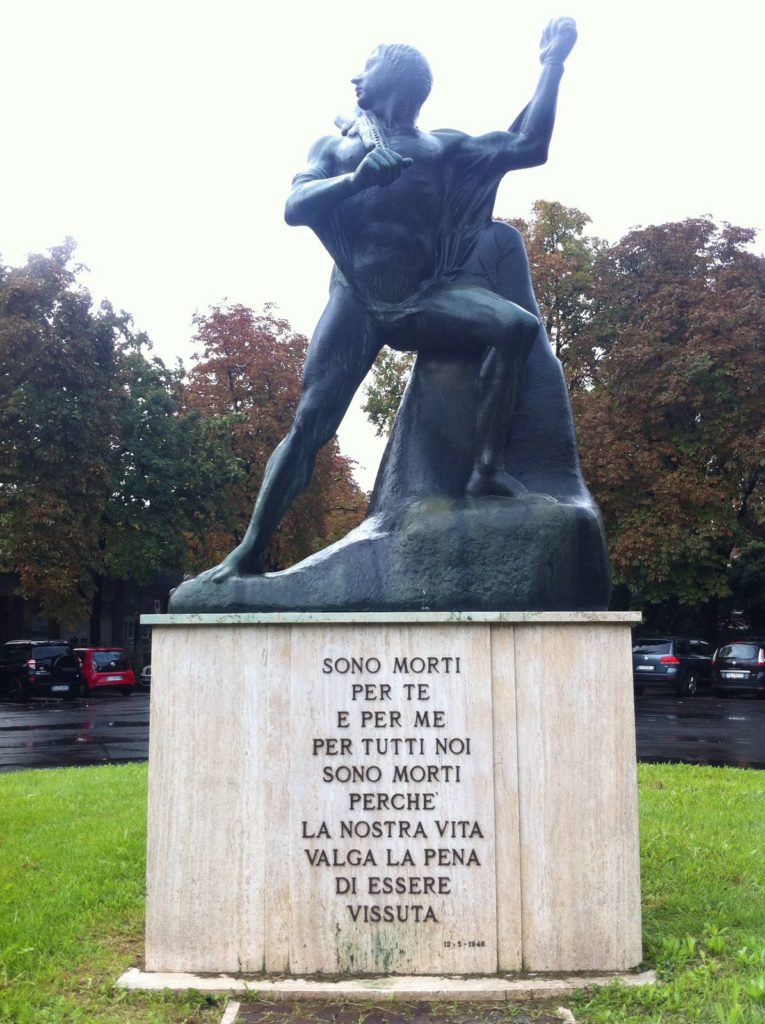 SONO MORTI
PER TE
E PER ME
PER TUTTI NOI
SONO MORTI
PERCHE'
LA NOSTRA VITA
VALGA LA PENA
DI ESSERE
VISSUTA
12-5-1946